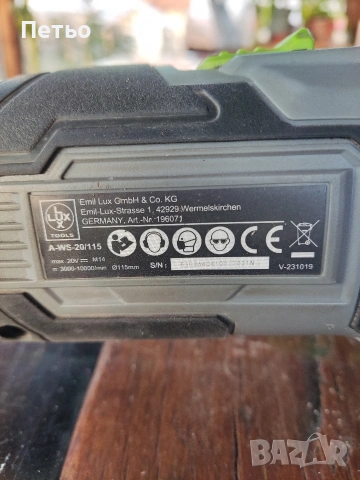 Петьо
LUX
TOOLS
Emil Lux GmbH & Co. KG
Emil-Lux-Strasse 1, 42929 Wermelskirchen
GERMANY, Art.-Nr. 196071
A-WS-20/115
max. 20V M14
3000-10000/min Ø115mm S/N:
V-231019
BAZAR